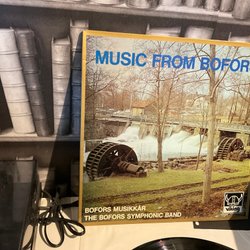 MUSIC FROM BOFOR
BOFORS MUSIKKÅR
THE BOFORS SYMPHONIC BAND